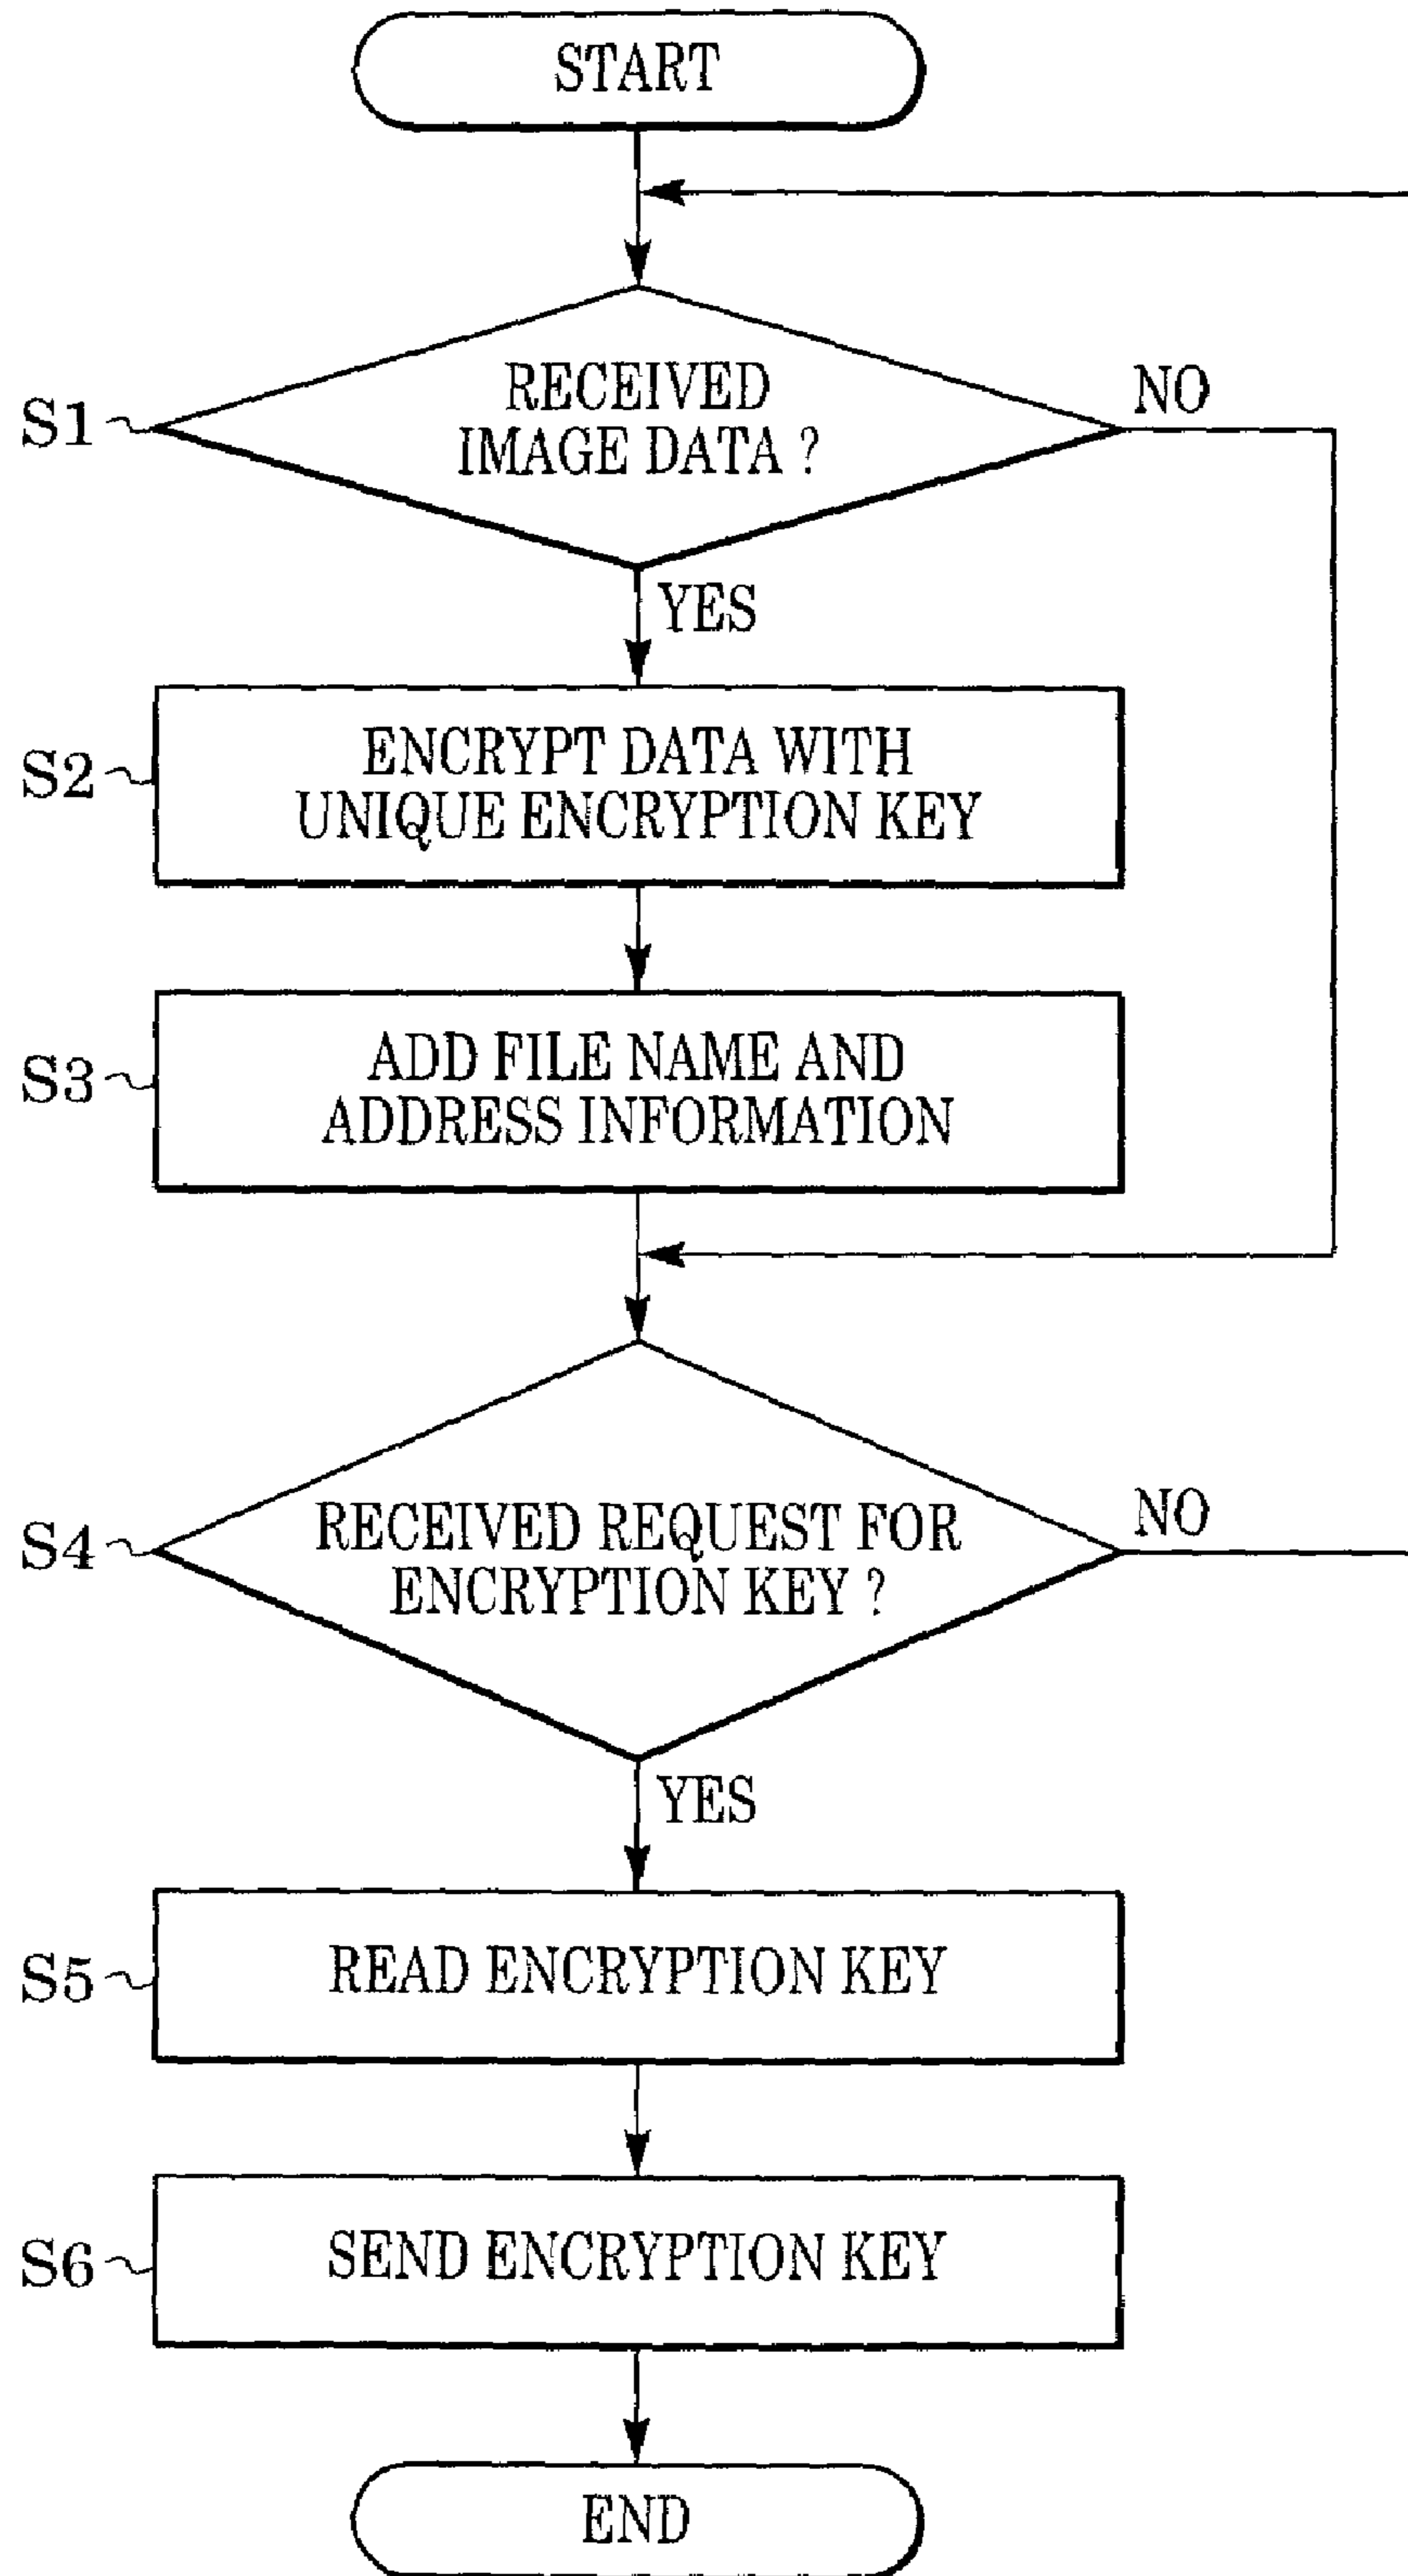 START
RECEIVED
IMAGE DATA ?
NO
S1
YES
ENCRYPT DATA WITH
UNIQUE ENCRYPTION KEY
S2
ADD FILE NAME AND
ADDRESS INFORMATION
S3
RECEIVED REQUEST FOR
ENCRYPTION KEY ?
NO
S4
YES
READ ENCRYPTION KEY
S5
SEND ENCRYPTION KEY
S6
END